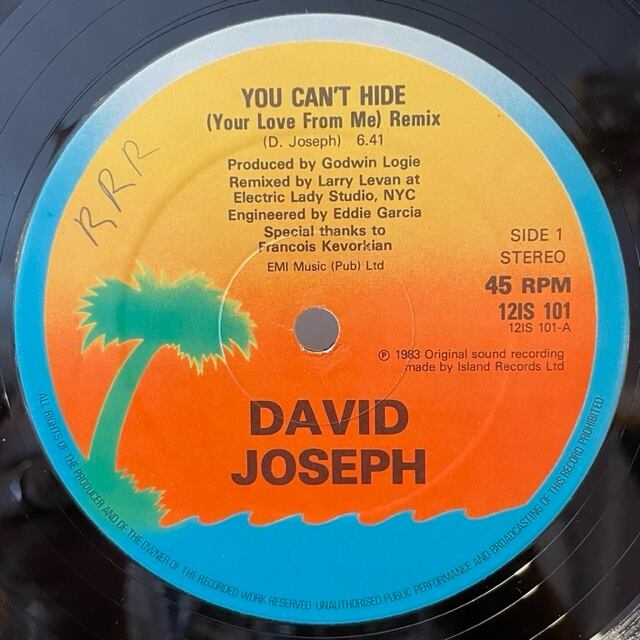 YOU CAN'T HIDE
(Your Love From Me) Remix
(D. Joseph) 6.41
Produced by Godwin Logie
Remixed by Larry Levan at
Electric Lady Studio, NYC
Engineered by Eddie Garcia
Special thanks to
Francois Kevorkian
EMI Music (Pub) Ltd
RRR
SIDE 1
STEREO
45 RPM
12IS 101
12IS 101-A
℗ 1983 Original sound recording
made by Island Records Ltd
DAVID
JOSEPH
ALL RIGHTS OF THE PRODUCER AND OF THE OWNER OF THE RECORDED WORK RESERVED UNAUTHORISED PUBLIC PERFORMANCE AND BROADCASTING OF THIS RECORD PROHIBITED